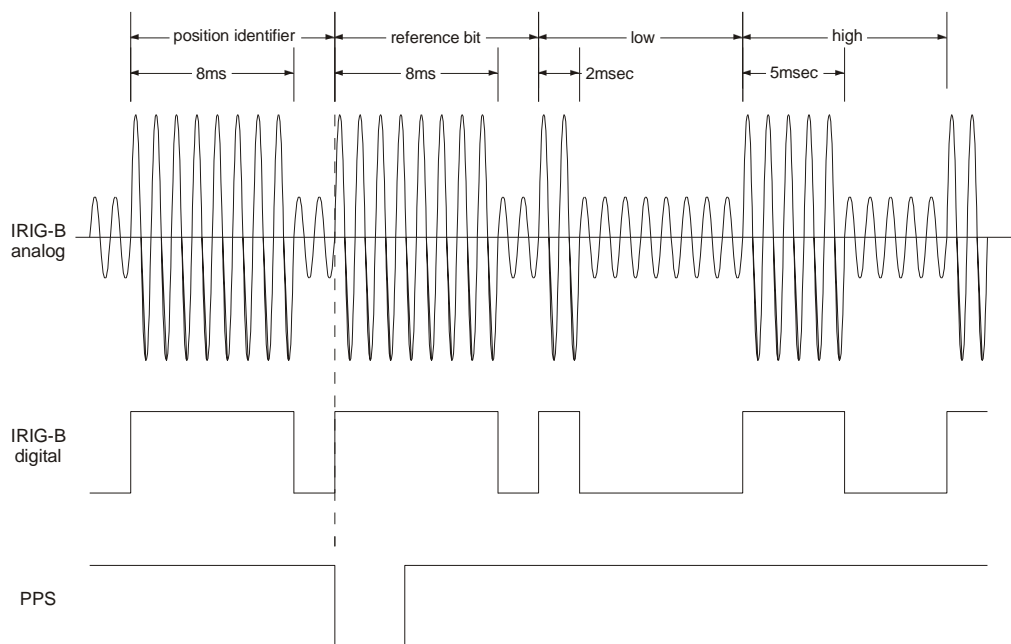 position identifier
reference bit
low
high
8ms
8ms
2msec
5msec
IRIG-B
analog
IRIG-B
digital
PPS